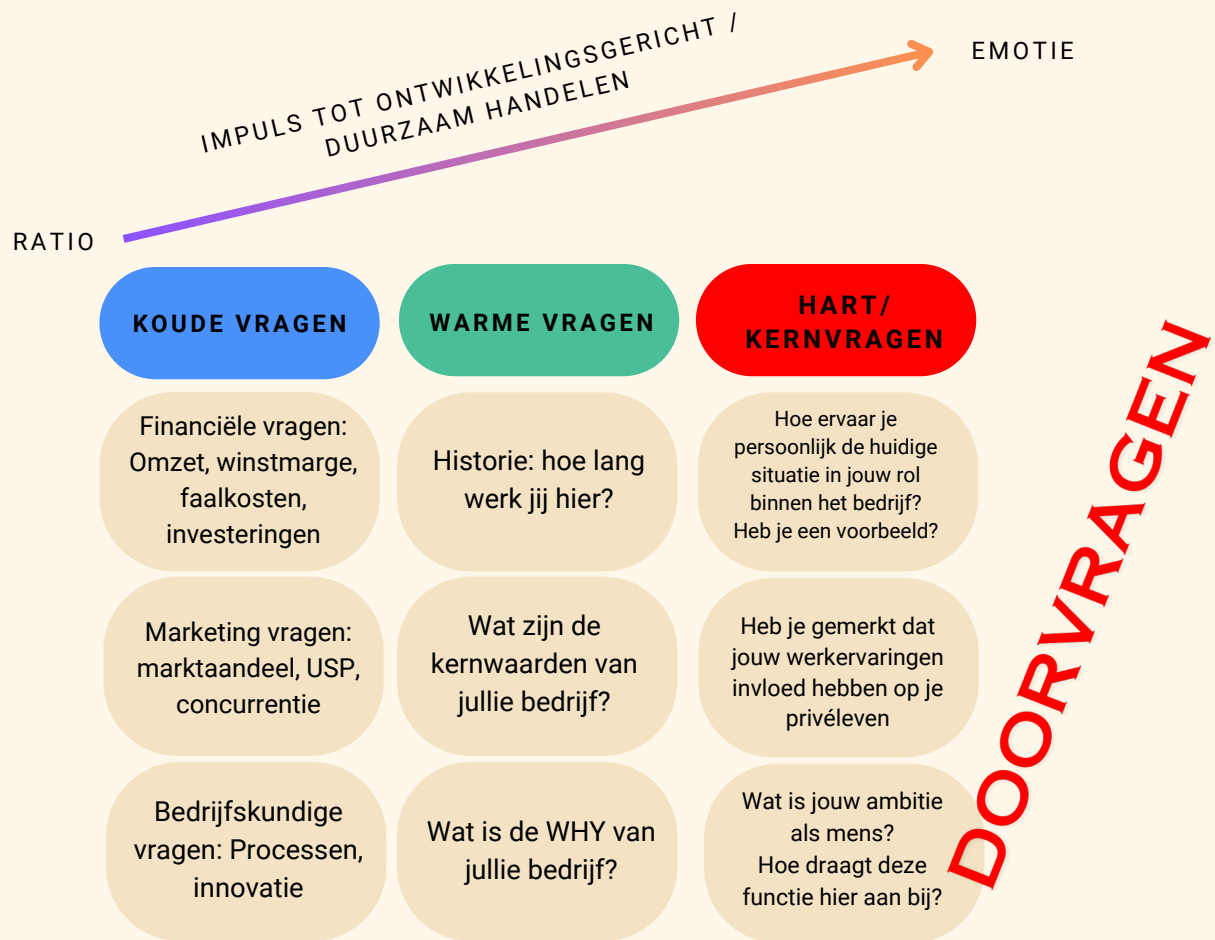 IMPULS TOT ONTWIKKELINGSGERICHT /
DUURZAAM HANDELEN
EMOTIE
RATIO
KOUDE VRAGEN
WARME VRAGEN
HART/
KERNVRAGEN
Financiële vragen:
Omzet, winstmarge,
faalkosten,
investeringen
Historie: hoe lang
werk jij hier?
Hoe ervaar je
persoonlijk de huidige
situatie in jouw rol
binnen het bedrijf?
Heb je een voorbeeld?
Marketing vragen:
marktaandeel, USP,
concurrentie
Wat zijn de
kernwaarden van
jullie bedrijf?
Heb je gemerkt dat
jouw werkervaringen
invloed hebben op je
privéleven
Bedrijfskundige
vragen: Processen,
innovatie
Wat is de WHY van
jullie bedrijf?
Wat is jouw ambitie
als mens?
Hoe draagt deze
functie hier aan bij?
DOORVRAGEN